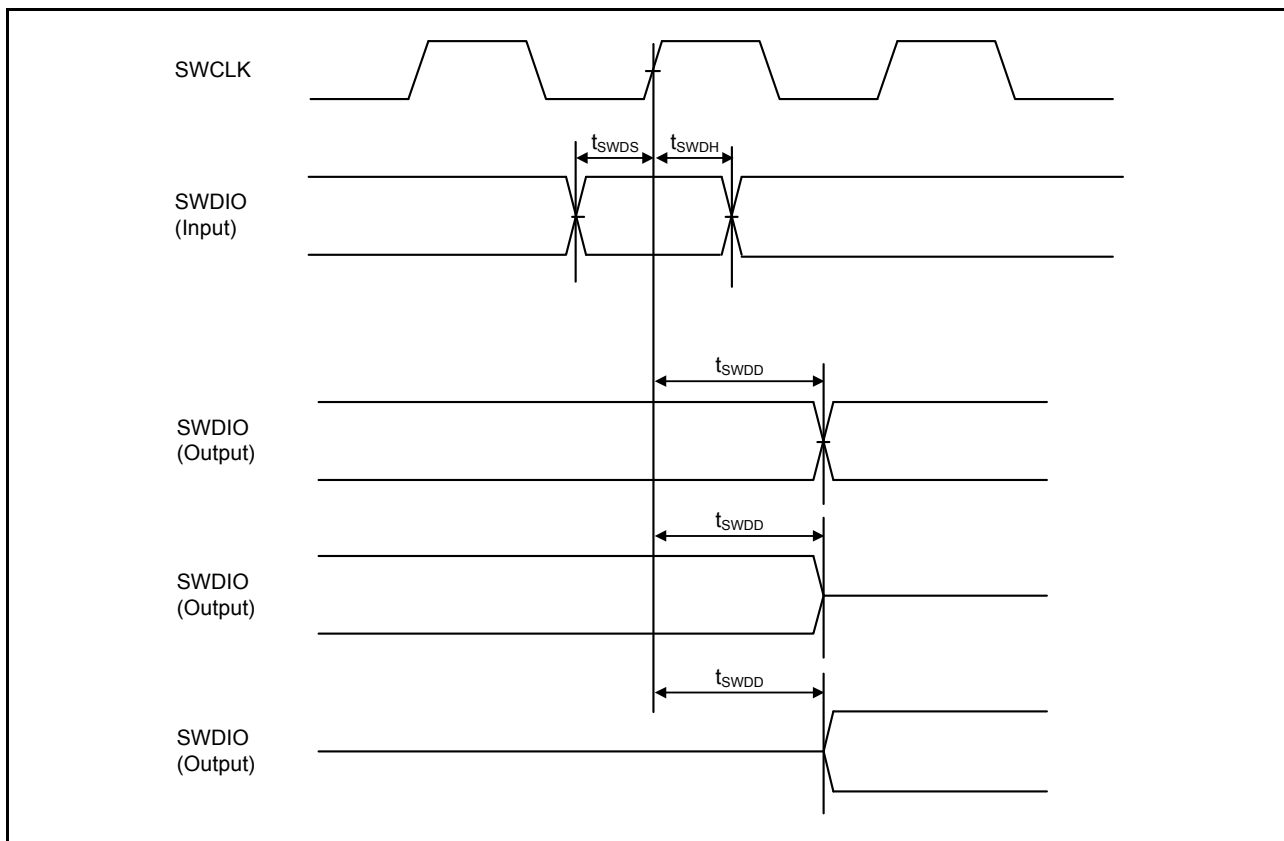 SWCLK
tSWDS
tSWDH
SWDIO
(Input)
tSWDD
SWDIO
(Output)
tSWDD
SWDIO
(Output)
tSWDD
SWDIO
(Output)